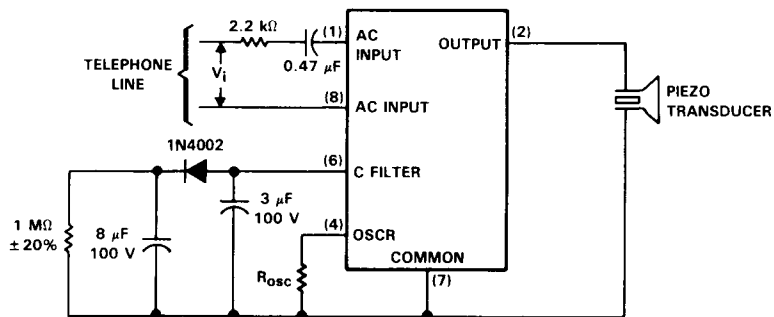 2.2 kΩ
(1)
AC
INPUT
OUTPUT
(2)
0.47 μF
TELEPHONE
LINE
Vi
(8)
AC INPUT
PIEZO
TRANSDUCER
1N4002
(6)
C FILTER
3 μF
100 V
1 MΩ
±20%
8 μF
100 V
(4)
OSCR
ROSC
COMMON
(7)